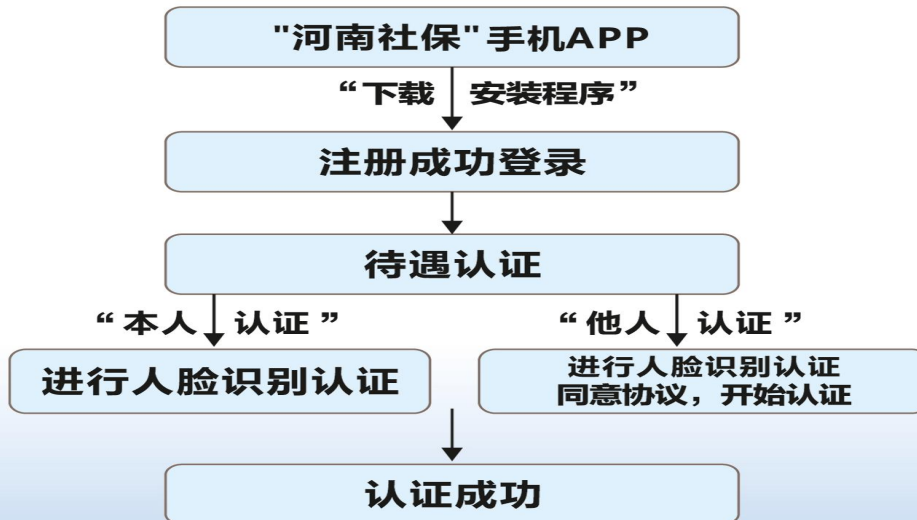 "河南社保"手机APP
“下载 安装程序”
注册成功登录
待遇认证
“本人 认证” “他人 认证”
进行人脸识别认证
进行人脸识别认证
同意协议，开始认证
认证成功